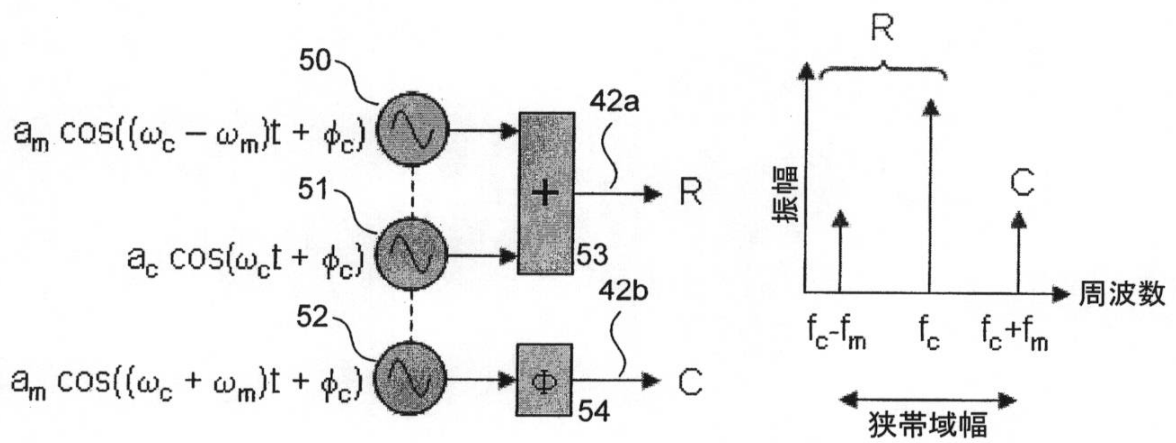 50
a_m cos((ω_c − ω_m)t + ϕ_c)
42a
R
51
+
a_c cos(ω_c t + ϕ_c)
53
52
42b
a_m cos((ω_c + ω_m)t + ϕ_c)
Φ
C
54
R
振幅
C
周波数
f_c-f_m
f_c
f_c+f_m
狭帯域幅